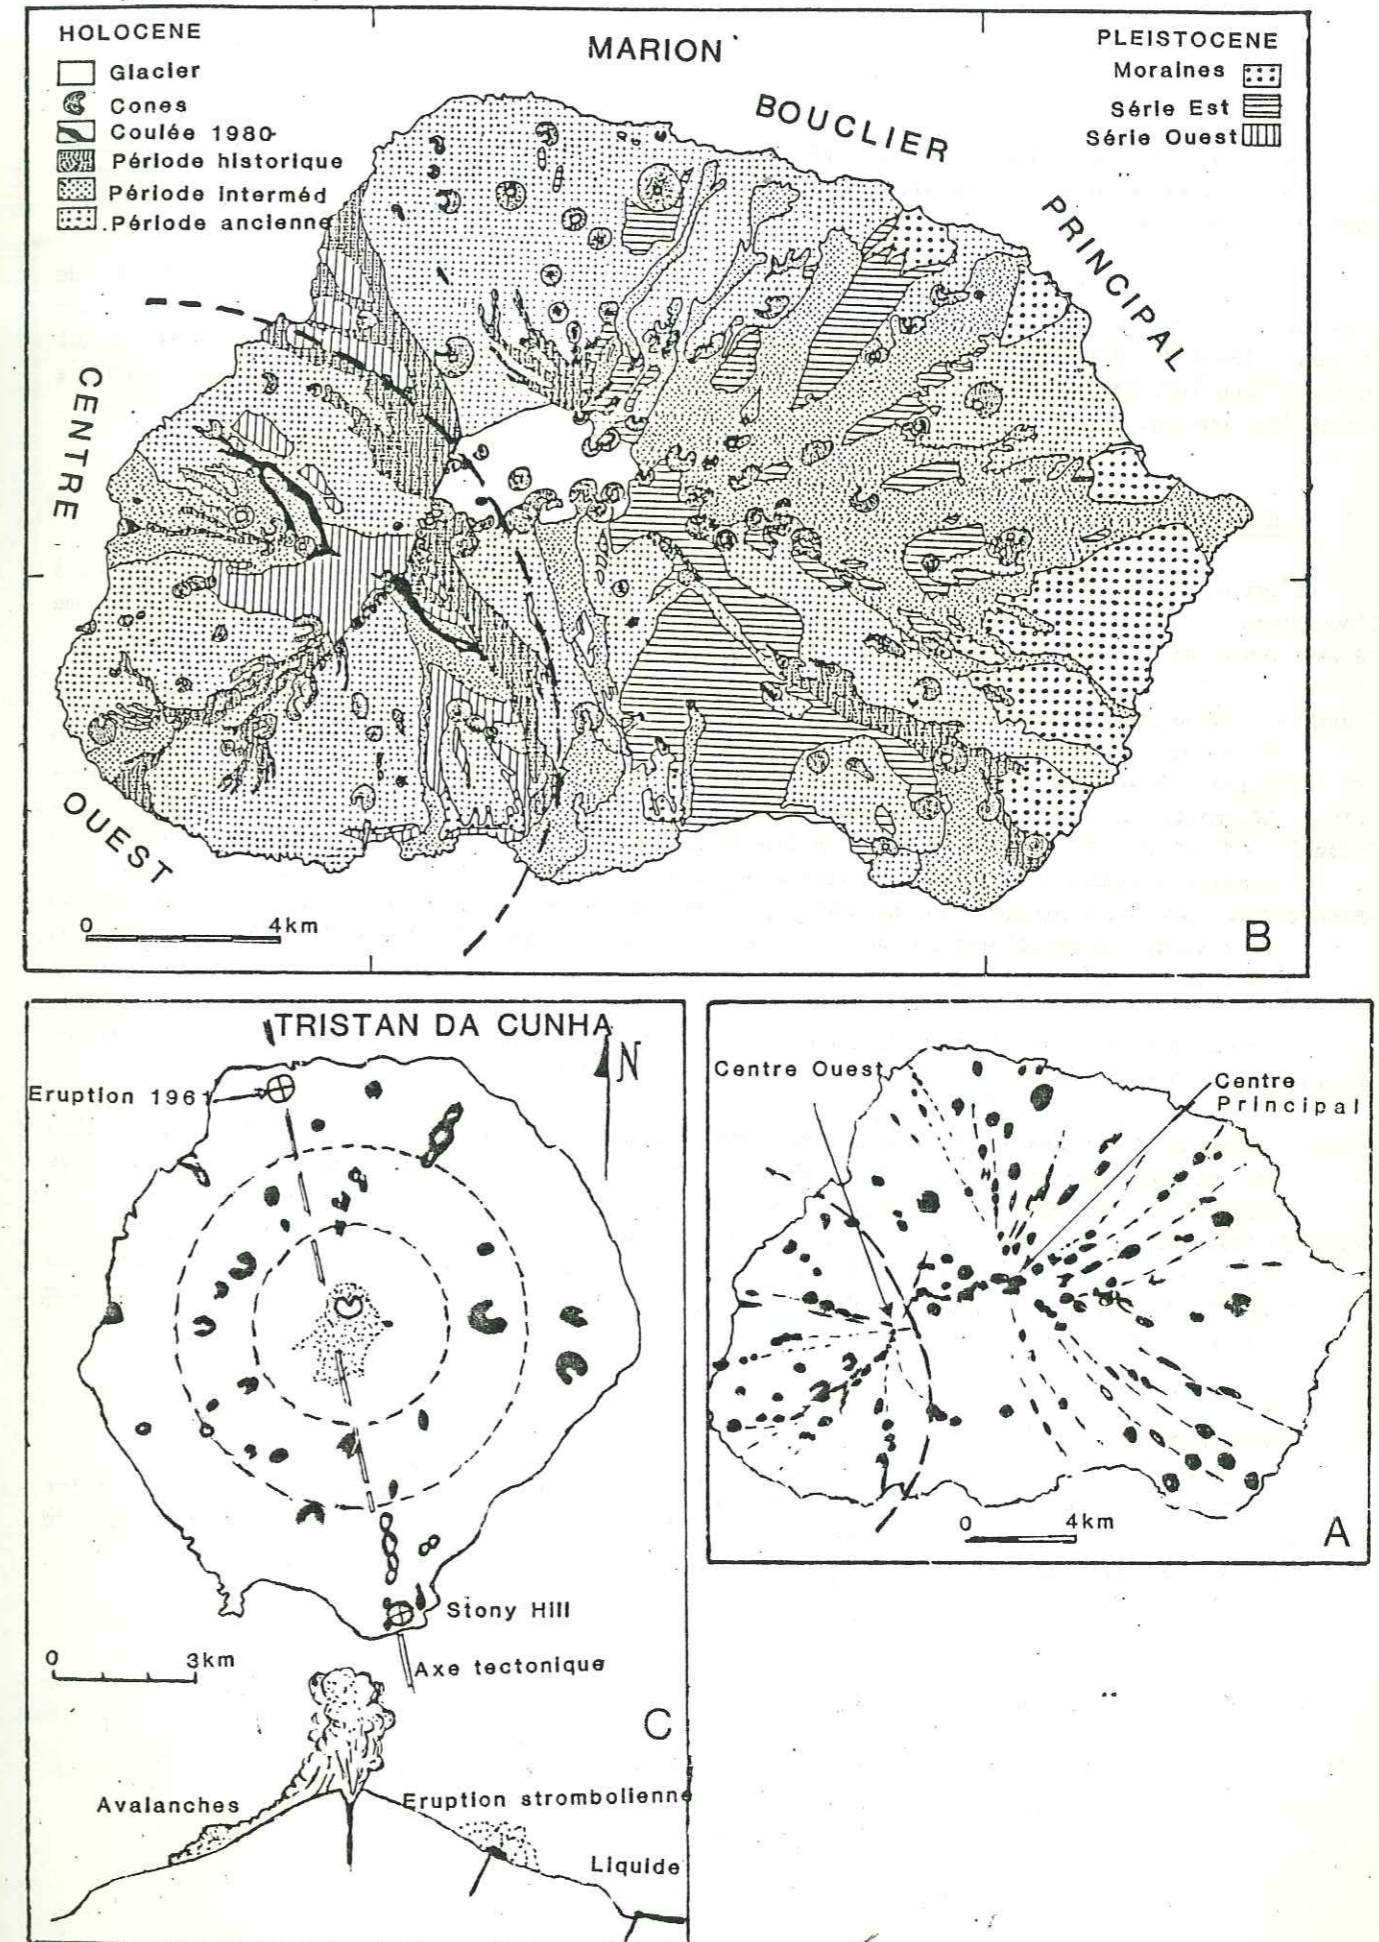 MARION
HOLOCENE
Glacier
Cones
Coulée 1980
Période historique
Période interméd
Période ancienne
PLEISTOCENE
Moraines
Série Est
Série Ouest
BOUCLIER
PRINCIPAL
CENTRE
OUEST
0 4km
B
TRISTAN DA CUNHA
N
Eruption 1961
Stony Hill
Axe tectonique
0 3km
C
Avalanches
Eruption strombolienne
Liquide
Centre Ouest
Centre
Principal
0 4km
A